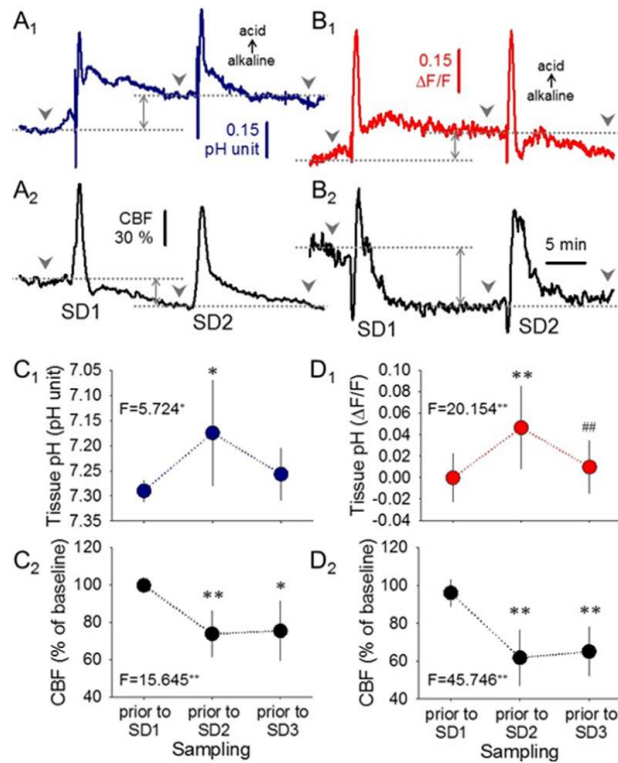 A1
acid
alkaline
0.15
pH unit
B1
0.15
ΔF/F
acid
alkaline
A2
CBF
30 %
SD1
SD2
B2
5 min
SD1
SD2
C1
Tissue pH (pH unit)
7.05
7.10
7.15
7.20
7.25
7.30
7.35
F=5.724*
*
D1
Tissue pH (ΔF/F)
0.10
0.08
0.06
0.04
0.02
0.00
-0.02
-0.04
F=20.154**
**
##
C2
CBF (% of baseline)
120
100
80
60
40
**
*
F=15.645**
prior to
SD1
prior to
SD2
prior to
SD3
Sampling
D2
CBF (% of baseline)
120
100
80
60
40
**
**
F=45.746**
prior to
SD1
prior to
SD2
prior to
SD3
Sampling